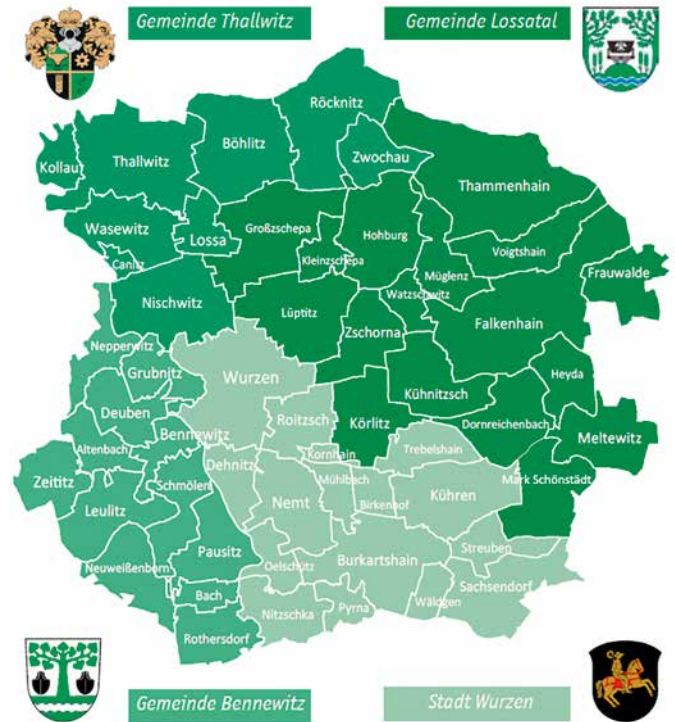 Gemeinde Thallwitz
Gemeinde Lossatal
Röcknitz
Böhlitz
Zwochau
Thallwitz
Kollau
Thammenhain
Wasewitz
Lossa
Großzschepa
Hohburg
Kleinzschepa
Voigtshain
Canitz
Müglenz
Frauwalde
Watzschwitz
Nischwitz
Lüptitz
Zschorna
Falkenhain
Nepperwitz
Grubnitz
Wurzen
Heyda
Kühnitzsch
Deuben
Roitzsch
Körlitz
Dornreichenbach
Bennewitz
Meltewitz
Altenbach
Kornhain
Trebelshain
Dehnitz
Zeititz
Schmölen
Mühlbach
Mark Schönstädt
Nemt
Birkenhof
Kühren
Leulitz
Pausitz
Streuben
Burkartshain
Neuweißenborn
Oelschütz
Bach
Sachsendorf
Nitzschka
Pyrna
Wäldgen
Rothersdorf
Gemeinde Bennewitz
Stadt Wurzen